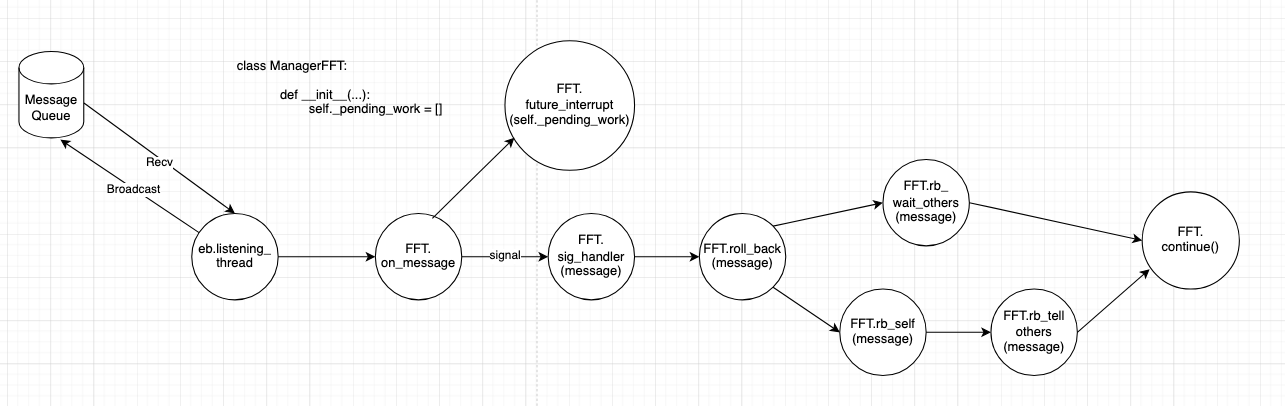 Message
Queue
class ManagerFFT:
def __init__(...):
self._pending_work = []
FFT.
future_interrupt
(self._pending_work)
Recv
Broadcast
eb.listening_
thread
FFT.
on_message
signal
FFT.
sig_handler
(message)
FFT.roll_back
(message)
FFT.rb_
wait_others
(message)
FFT.rb_self
(message)
FFT.rb_tell
others
(message)
FFT.
continue()